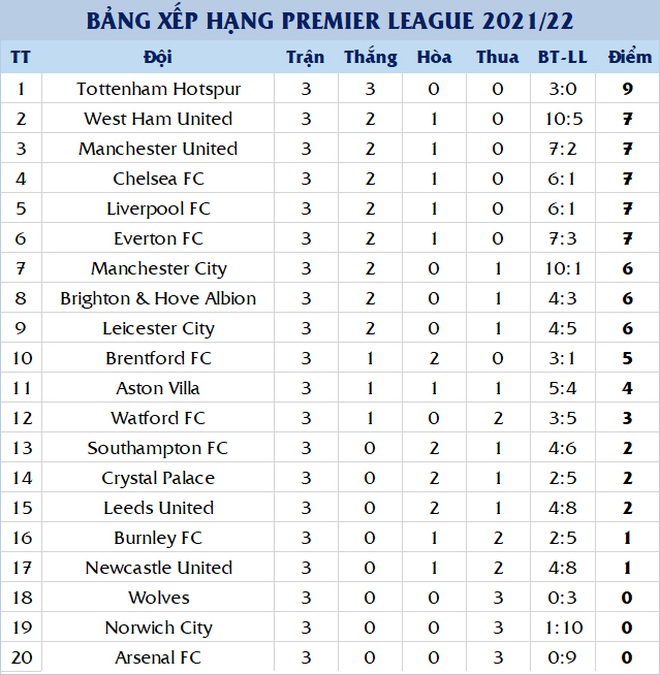 BẢNG XẾP HẠNG PREMIER LEAGUE 2021/22
TT Đội Trận Thắng Hòa Thua BT-LL Điểm
1 Tottenham Hotspur 3 3 0 0 3:0 9
2 West Ham United 3 2 1 0 10:5 7
3 Manchester United 3 2 1 0 7:2 7
4 Chelsea FC 3 2 1 0 6:1 7
5 Liverpool FC 3 2 1 0 6:1 7
6 Everton FC 3 2 1 0 7:3 7
7 Manchester City 3 2 0 1 10:1 6
8 Brighton & Hove Albion 3 2 0 1 4:3 6
9 Leicester City 3 2 0 1 4:5 6
10 Brentford FC 3 1 2 0 3:1 5
11 Aston Villa 3 1 1 1 5:4 4
12 Watford FC 3 1 0 2 3:5 3
13 Southampton FC 3 0 2 1 4:6 2
14 Crystal Palace 3 0 2 1 2:5 2
15 Leeds United 3 0 2 1 4:8 2
16 Burnley FC 3 0 1 2 2:5 1
17 Newcastle United 3 0 1 2 4:8 1
18 Wolves 3 0 0 3 0:3 0
19 Norwich City 3 0 0 3 1:10 0
20 Arsenal FC 3 0 0 3 0:9 0